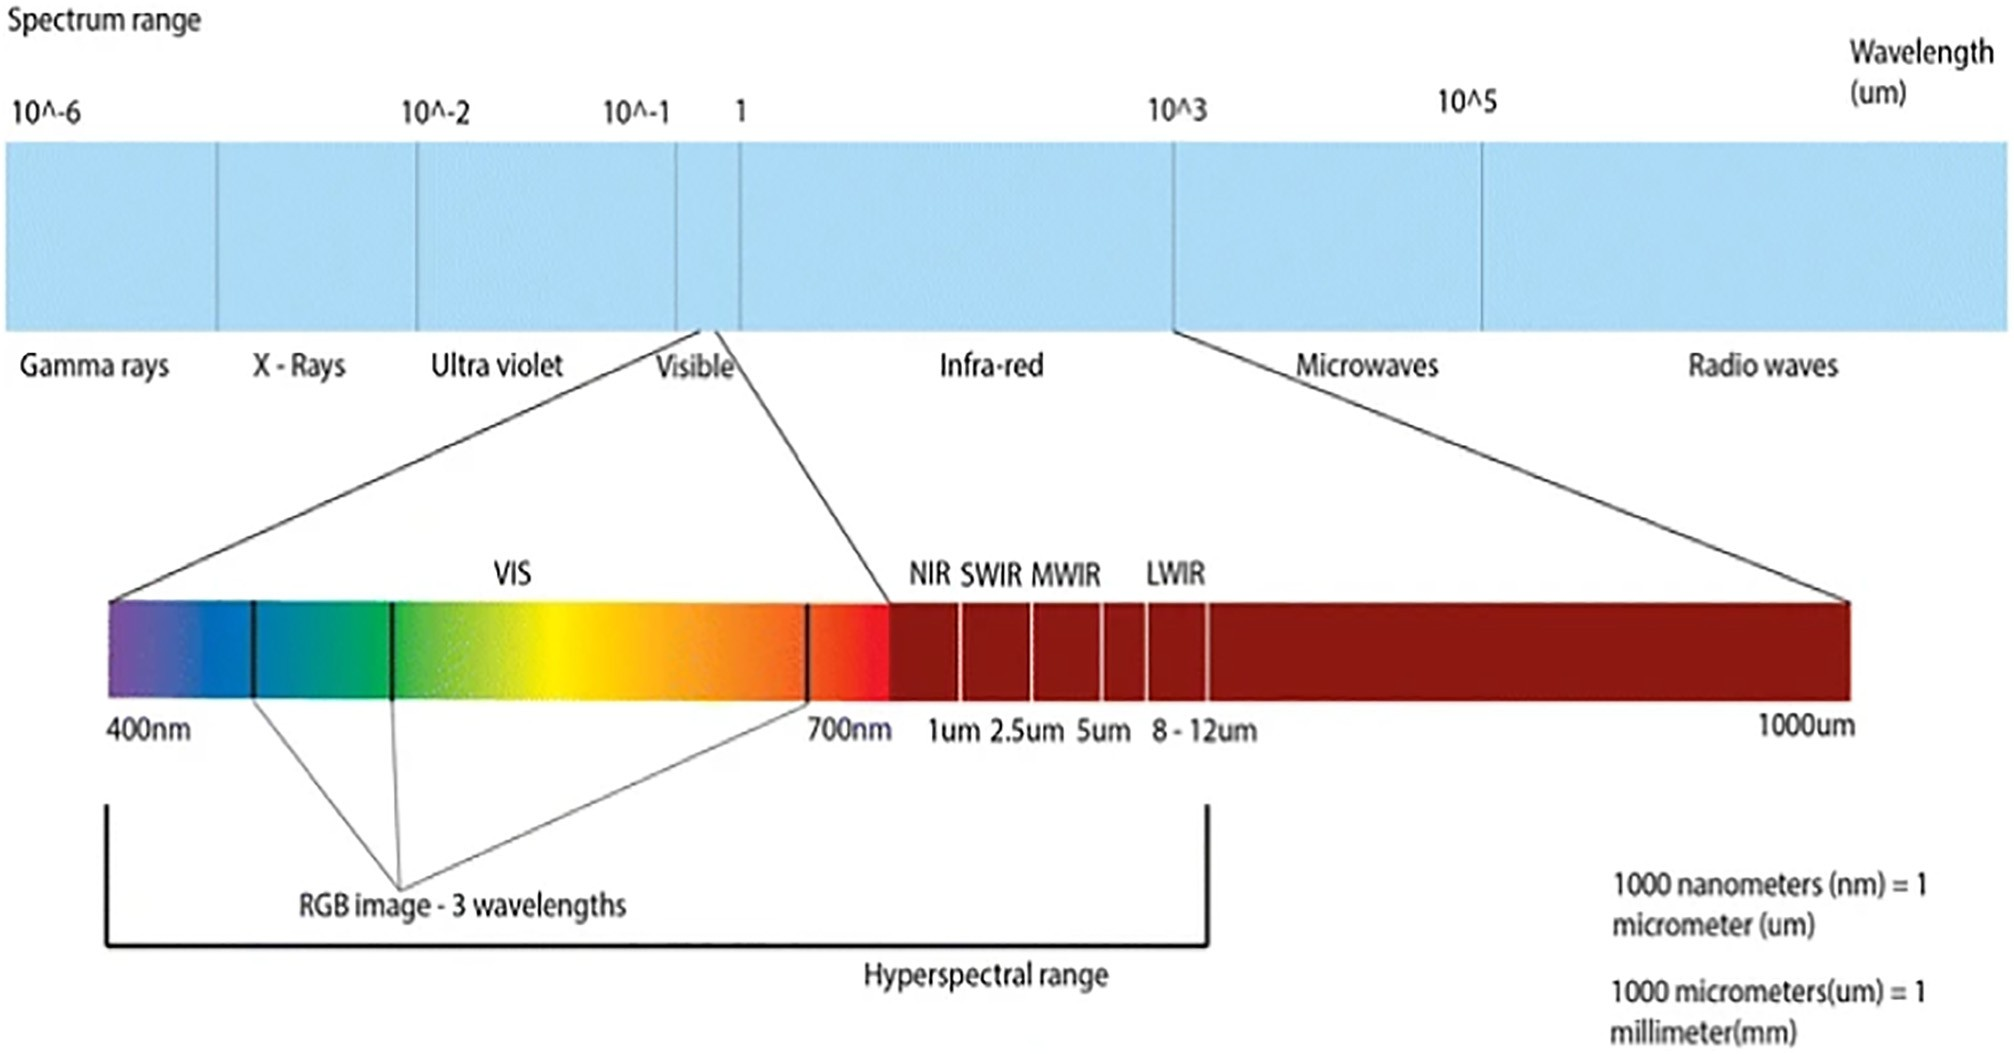 Spectrum range
Wavelength
(um)
10^-6 10^-2 10^-1 1 10^3 10^5
Gamma rays X - Rays Ultra violet Visible Infra-red Microwaves Radio waves
VIS NIR SWIR MWIR LWIR
400nm 700nm 1um 2.5um 5um 8 - 12um 1000um
RGB image - 3 wavelengths
Hyperspectral range
1000 nanometers (nm) = 1
micrometer (um)
1000 micrometers(um) = 1
millimeter(mm)